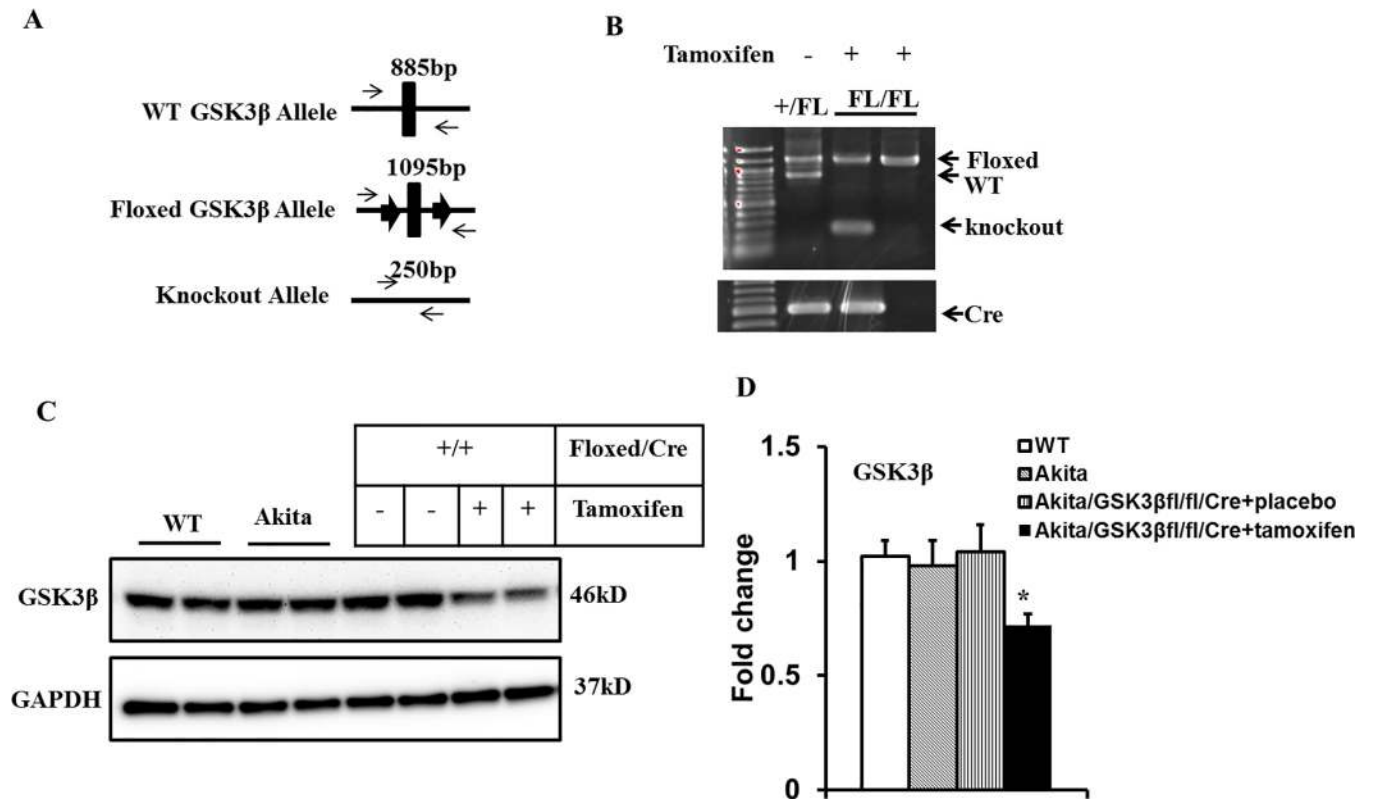 A
885bp
WT GSK3β Allele
1095bp
Floxed GSK3β Allele
250bp
Knockout Allele
B
Tamoxifen - + +
+/FL FL/FL
Floxed
WT
knockout
Cre
C
+/+ Floxed/Cre
- - + + Tamoxifen
WT Akita
GSK3β 46kD
GAPDH 37kD
D
1.5
1
0.5
0
Fold change
GSK3β
WT
Akita
Akita/GSK3βfl/fl/Cre+placebo
Akita/GSK3βfl/fl/Cre+tamoxifen
*